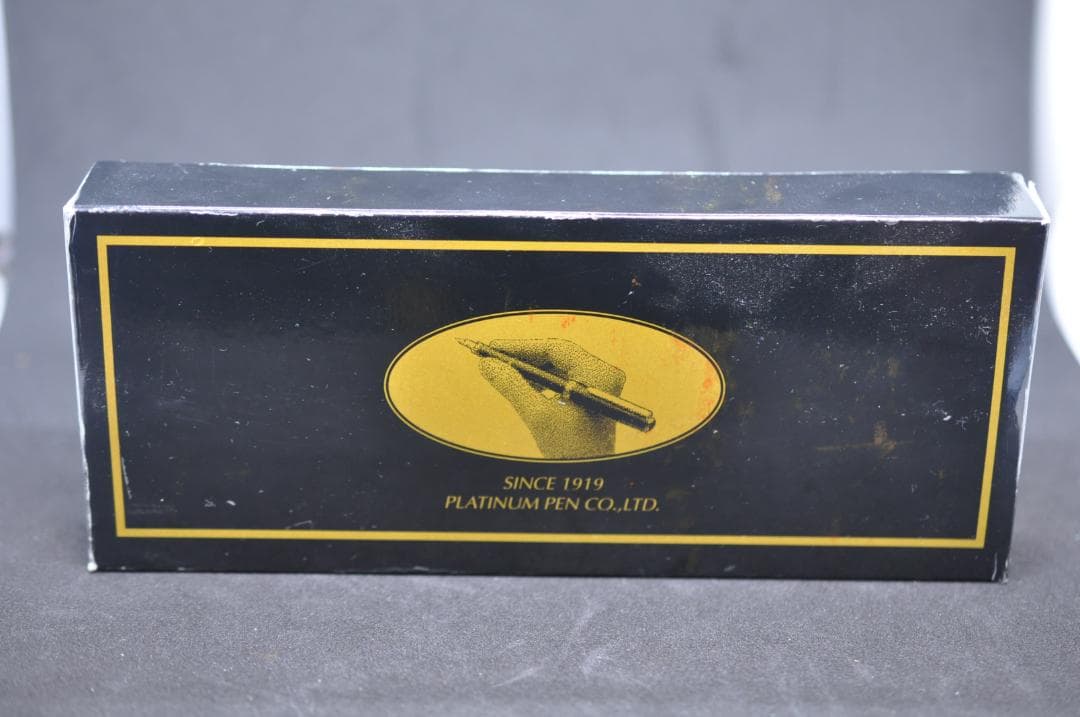 SINCE 1919
PLATINUM PEN CO.,LTD.